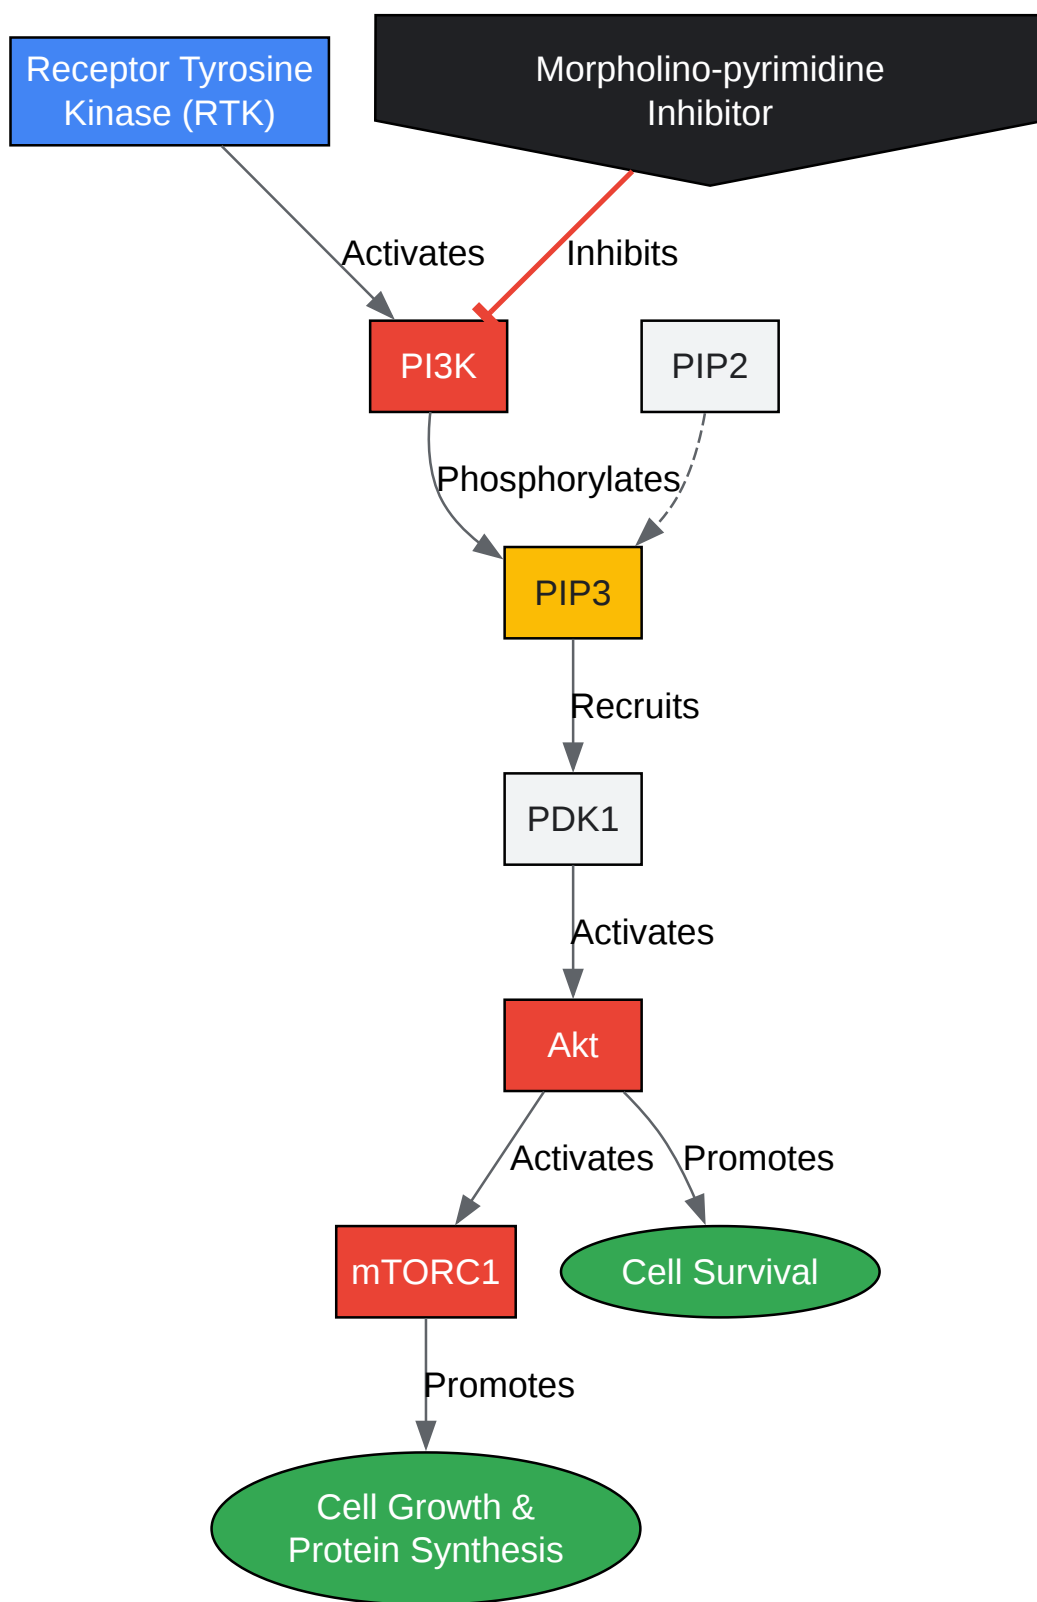 Receptor Tyrosine
Kinase (RTK)
Morpholino-pyrimidine
Inhibitor
Activates
Inhibits
PI3K
PIP2
Phosphorylates
PIP3
Recruits
PDK1
Activates
Akt
Activates
Promotes
mTORC1
Cell Survival
Promotes
Cell Growth &
Protein Synthesis